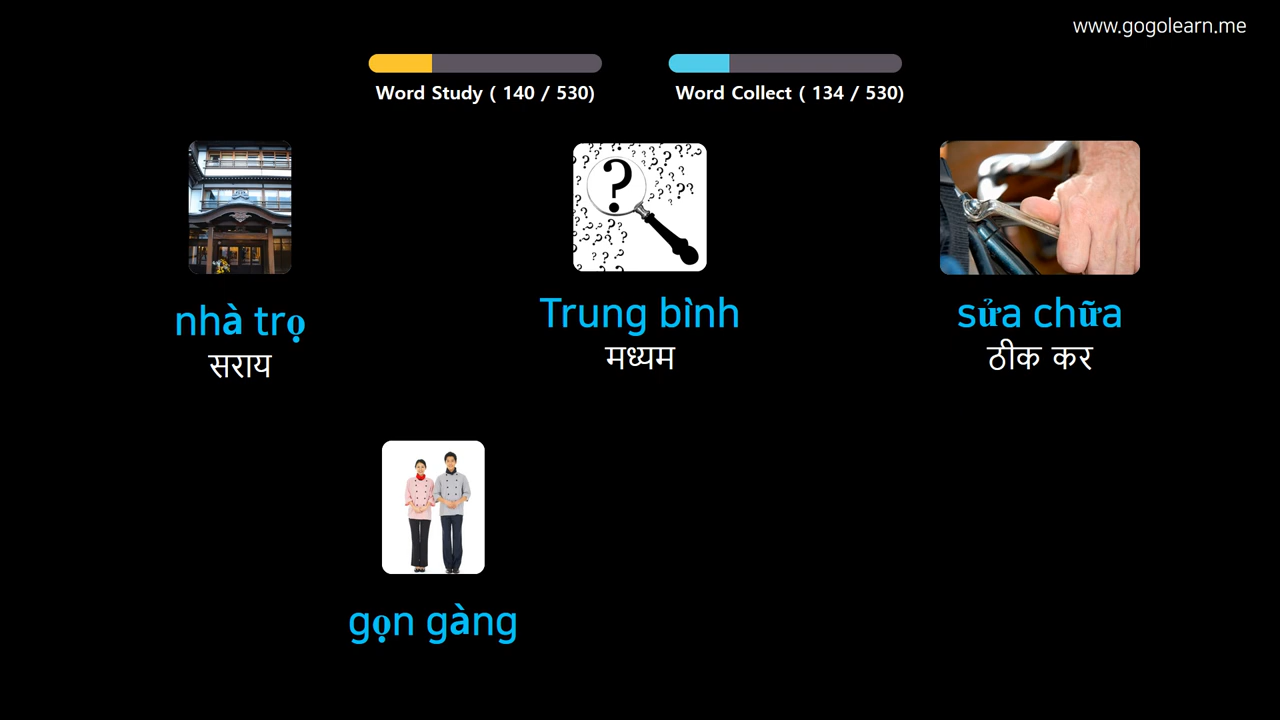 www.gogolearn.me
Word Study ( 140 / 530)
Word Collect ( 134 / 530)
nhà trọ
सराय
Trung bình
मध्यम
sửa chữa
ठीक कर
gọn gàng